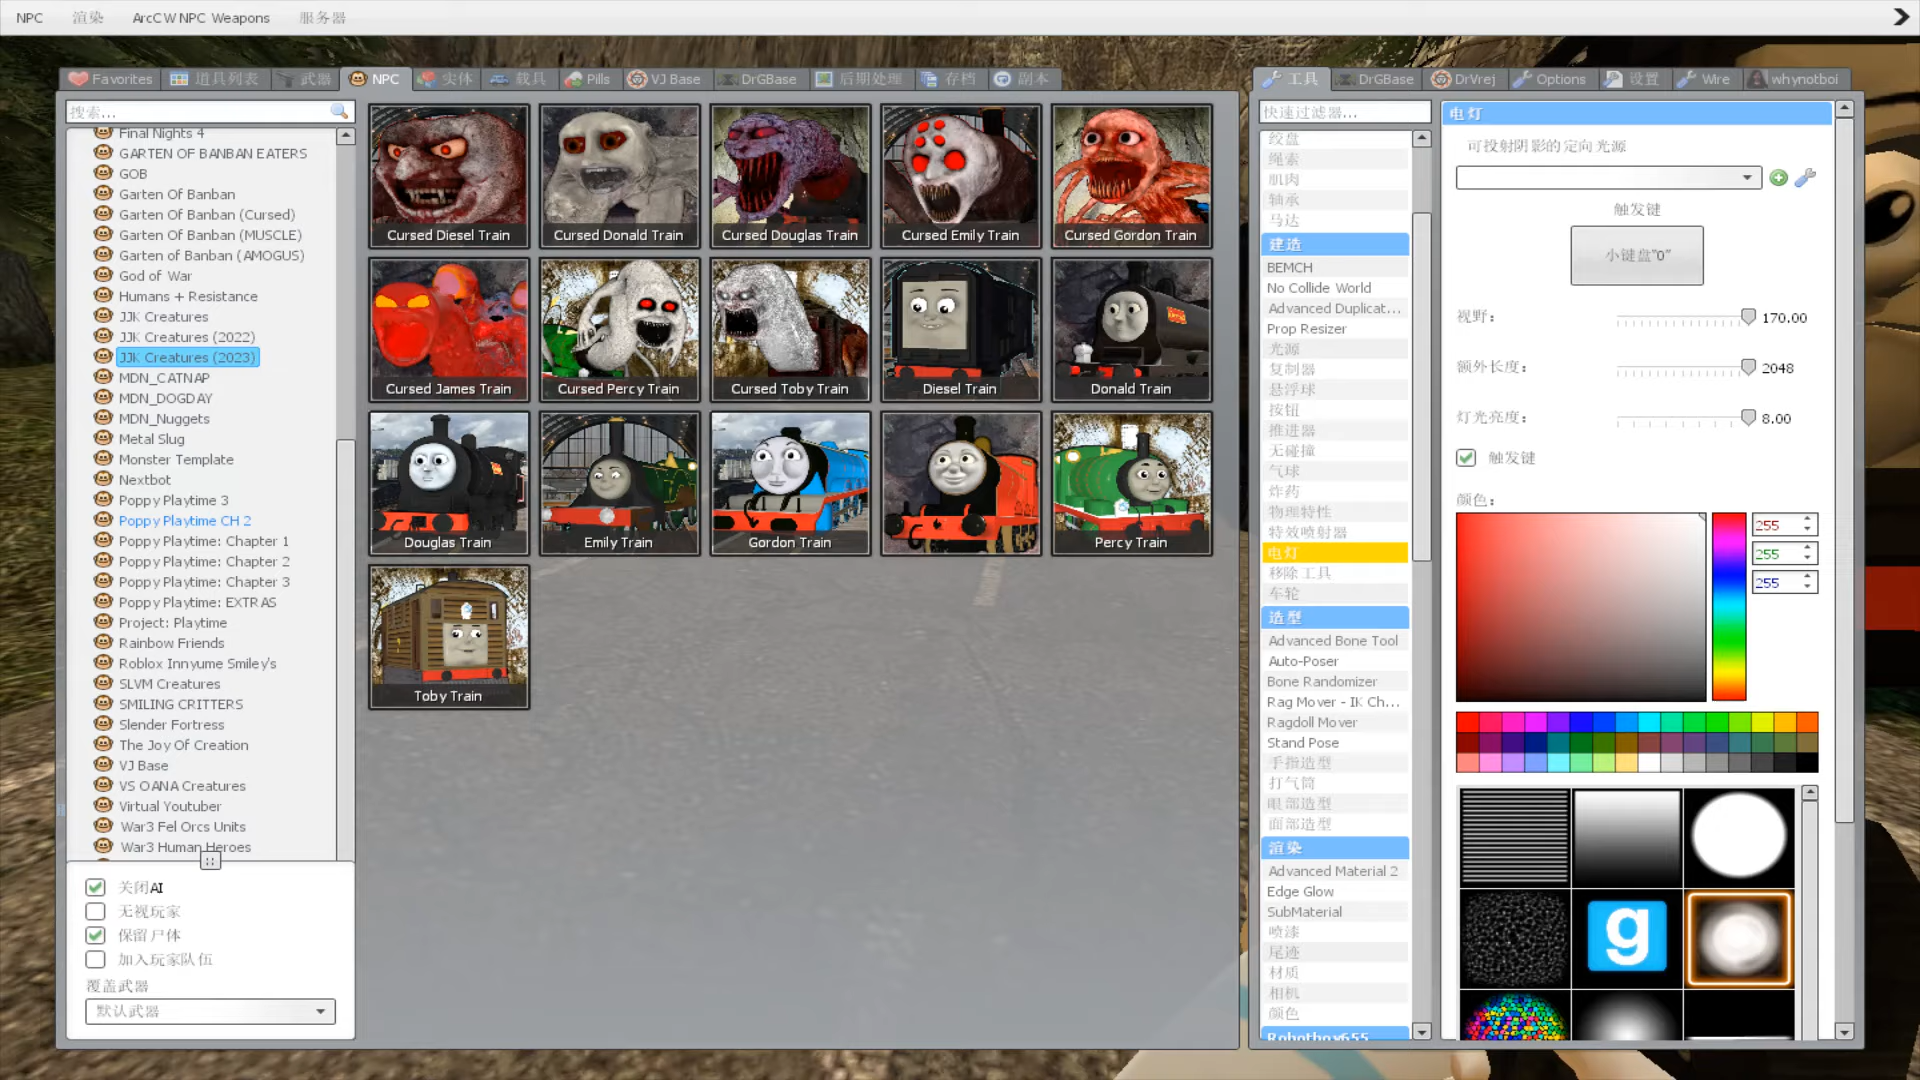 NPC 渲染 ArcCW NPC Weapons 服务器
Favorites 道具列表 武器 NPC 实体 载具 Pills VJ Base DrGBase 后期处理 存档 副本
搜索...
Final Nights 4
GARTEN OF BANBAN EATERS
GOB
Garten Of Banban
Garten Of Banban (Cursed)
Garten Of Banban (MUSCLE)
Garten of Banban (AMOGUS)
God of War
Humans + Resistance
JJK Creatures
JJK Creatures (2022)
JJK Creatures (2023)
MDN_CATNAP
MDN_DOGDAY
MDN_Nuggets
Metal Slug
Monster Template
Nextbot
Poppy Playtime 3
Poppy Playtime CH 2
Poppy Playtime: Chapter 1
Poppy Playtime: Chapter 2
Poppy Playtime: Chapter 3
Poppy Playtime: EXTRAS
Project: Playtime
Rainbow Friends
Roblox Innyume Smiley's
SLVM Creatures
SMILING CRITTERS
Slender Fortress
The Joy Of Creation
VJ Base
VS OANA Creatures
Virtual Youtuber
War3 Fel Orcs Units
War3 Human Heroes
关闭AI
无视玩家
保留尸体
加入玩家队伍
覆盖武器
默认武器
Cursed Diesel Train
Cursed Donald Train
Cursed Douglas Train
Cursed Emily Train
Cursed Gordon Train
Cursed James Train
Cursed Percy Train
Cursed Toby Train
Diesel Train
Donald Train
Douglas Train
Emily Train
Gordon Train
Percy Train
Toby Train
工具 DrGBase DrVrej Options 设置 Wire whynotboi
快速过滤器...
绞盘
绳索
肌肉
轴承
马达
建造
BEMCH
No Collide World
Advanced Duplicat...
Prop Resizer
光源
复制器
悬浮球
按钮
推进器
无碰撞
气球
炸药
物理特性
特效喷射器
电灯
移除工具
车轮
造型
Advanced Bone Tool
Auto-Poser
Bone Randomizer
Rag Mover - IK Ch...
Ragdoll Mover
Stand Pose
手指造型
打气筒
眼部造型
面部造型
渲染
Advanced Material 2
Edge Glow
SubMaterial
喷漆
尾迹
材质
相机
颜色
Robotboy655
电灯
可投射阴影的定向光源
触发键
小键盘"0"
视野: 170.00
额外长度: 2048
灯光亮度: 8.00
触发键
颜色:
255
255
255
g